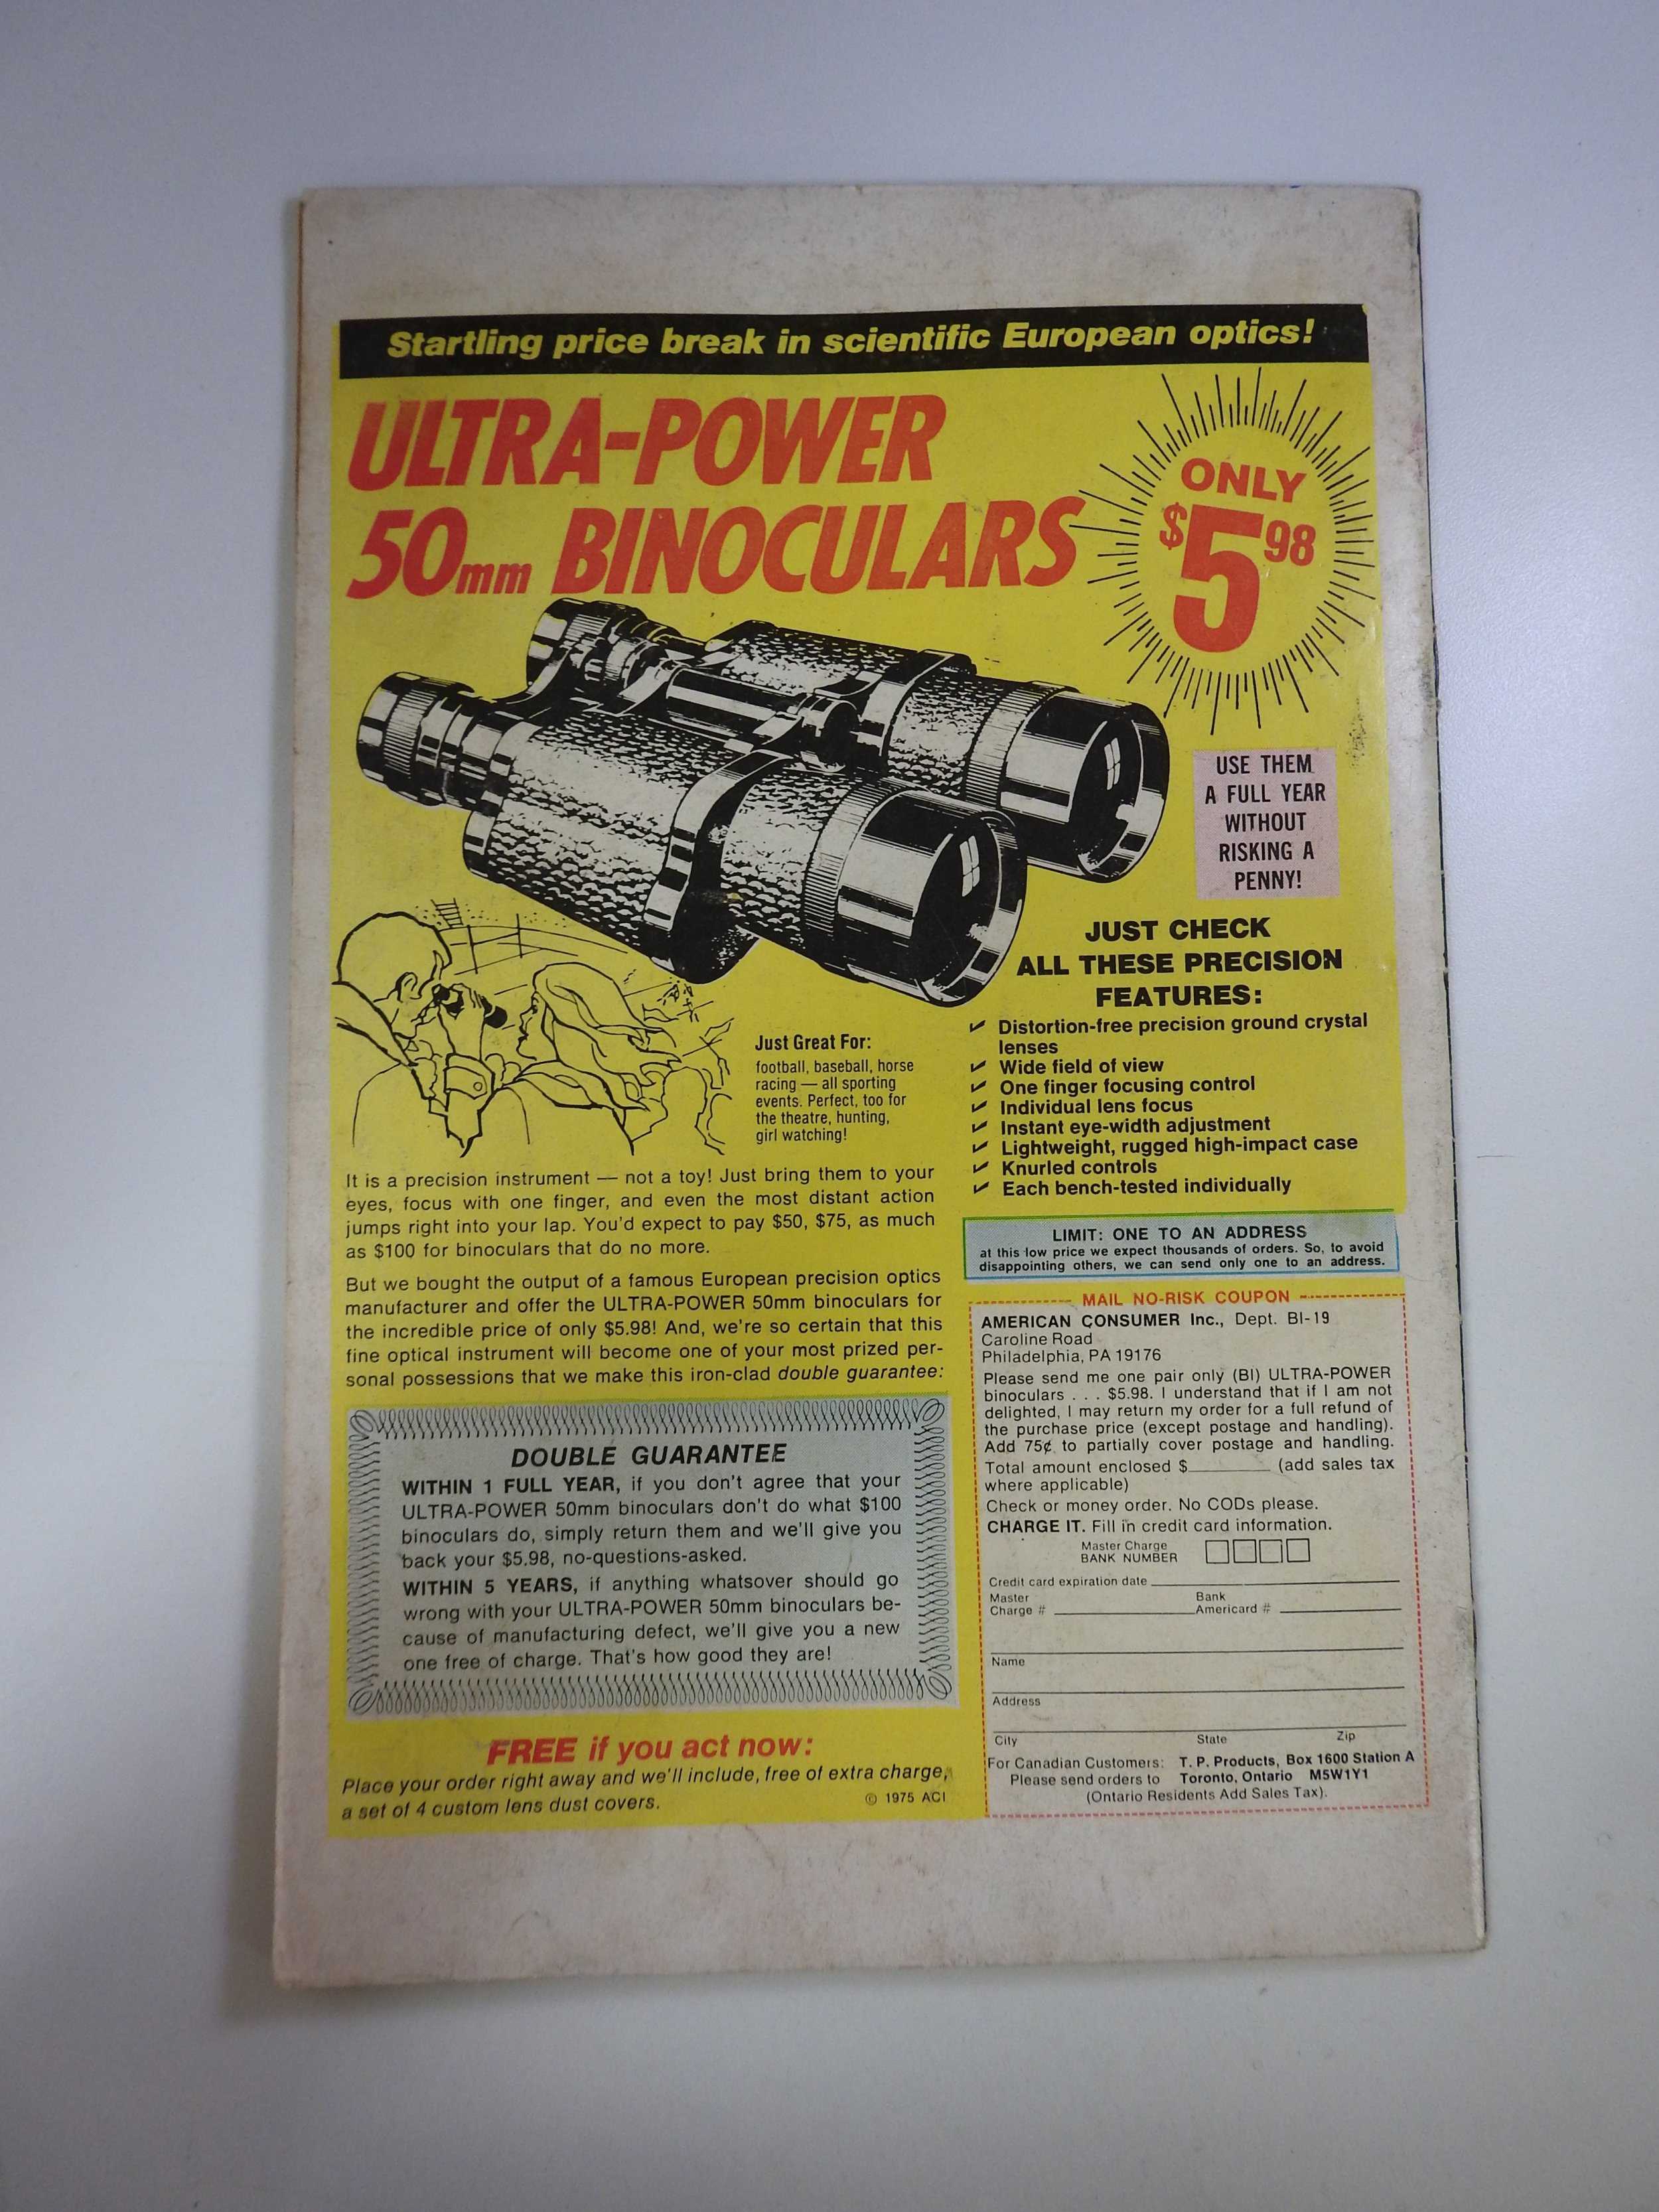 Startling price break in scientific European optics!
ULTRA-POWER
50mm BINOCULARS
ONLY
$5 98
USE THEM
A FULL YEAR
WITHOUT
RISKING A
PENNY!
JUST CHECK
ALL THESE PRECISION
FEATURES:
✔ Distortion-free precision ground crystal
lenses
✔ Wide field of view
✔ One finger focusing control
✔ Individual lens focus
✔ Instant eye-width adjustment
✔ Lightweight, rugged high-impact case
✔ Knurled controls
✔ Each bench-tested individually
Just Great For:
football, baseball, horse
racing — all sporting
events. Perfect, too for
the theatre, hunting,
girl watching!
It is a precision instrument — not a toy! Just bring them to your
eyes, focus with one finger, and even the most distant action
jumps right into your lap. You'd expect to pay $50, $75, as much
as $100 for binoculars that do no more.
But we bought the output of a famous European precision optics
manufacturer and offer the ULTRA-POWER 50mm binoculars for
the incredible price of only $5.98! And, we're so certain that this
fine optical instrument will become one of your most prized per-
sonal possessions that we make this iron-clad double guarantee:
DOUBLE GUARANTEE
WITHIN 1 FULL YEAR, if you don't agree that your
ULTRA-POWER 50mm binoculars don't do what $100
binoculars do, simply return them and we'll give you
back your $5.98, no-questions-asked.
WITHIN 5 YEARS, if anything whatsover should go
wrong with your ULTRA-POWER 50mm binoculars be-
cause of manufacturing defect, we'll give you a new
one free of charge. That's how good they are!
FREE if you act now:
Place your order right away and we'll include, free of extra charge,
a set of 4 custom lens dust covers.
© 1975 ACI
LIMIT: ONE TO AN ADDRESS
at this low price we expect thousands of orders. So, to avoid
disappointing others, we can send only one to an address.
MAIL NO-RISK COUPON
AMERICAN CONSUMER Inc., Dept. BI-19
Caroline Road
Philadelphia, PA 19176
Please send me one pair only (BI) ULTRA-POWER
binoculars . . . $5.98. I understand that if I am not
delighted, I may return my order for a full refund of
the purchase price (except postage and handling).
Add 75¢ to partially cover postage and handling.
Total amount enclosed $________ (add sales tax
where applicable)
Check or money order. No CODs please.
CHARGE IT. Fill in credit card information.
Master Charge
BANK NUMBER
Credit card expiration date
Master Charge #
Bank Americard #
Name
Address
City State Zip
For Canadian Customers: T. P. Products, Box 1600 Station A
Please send orders to Toronto, Ontario M5W1Y1
(Ontario Residents Add Sales Tax).